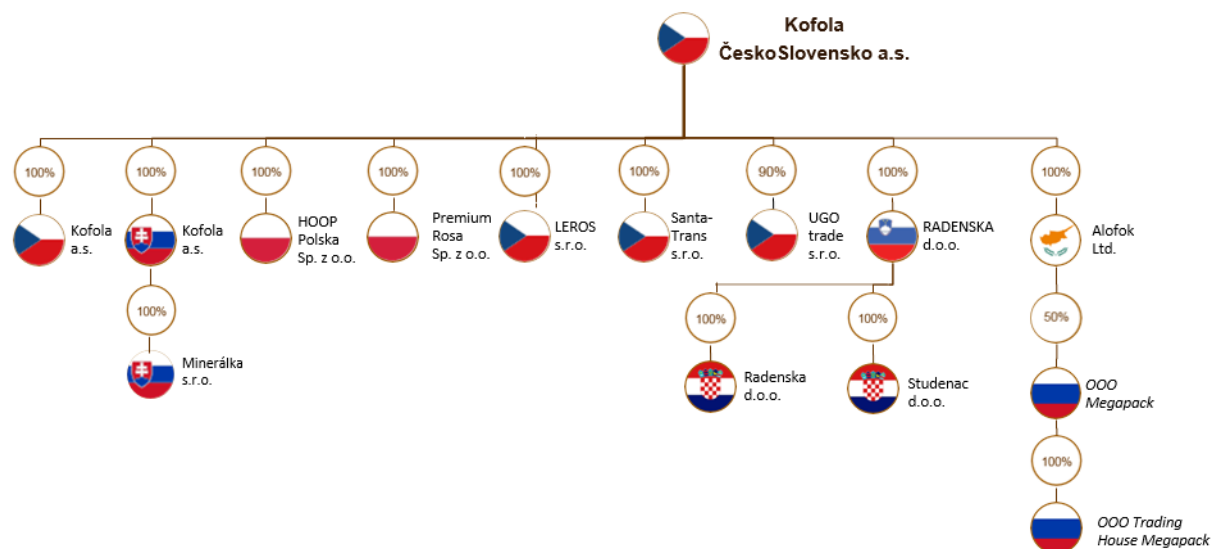 Kofola
ČeskoSlovensko a.s.
100%
100%
100%
100%
100%
100%
90%
100%
100%
Kofola
a.s.
Kofola
a.s.
HOOP
Polska
Sp. z o.o.
Premium
Rosa
Sp. z o.o.
LEROS
s.r.o.
Santa-
Trans
s.r.o.
UGO
trade
s.r.o.
RADENSKA
d.o.o.
Alofok
Ltd.
100%
100%
100%
50%
Minerálka
s.r.o.
Radenska
d.o.o.
Studenac
d.o.o.
OOO
Megapack
100%
OOO Trading
House Megapack